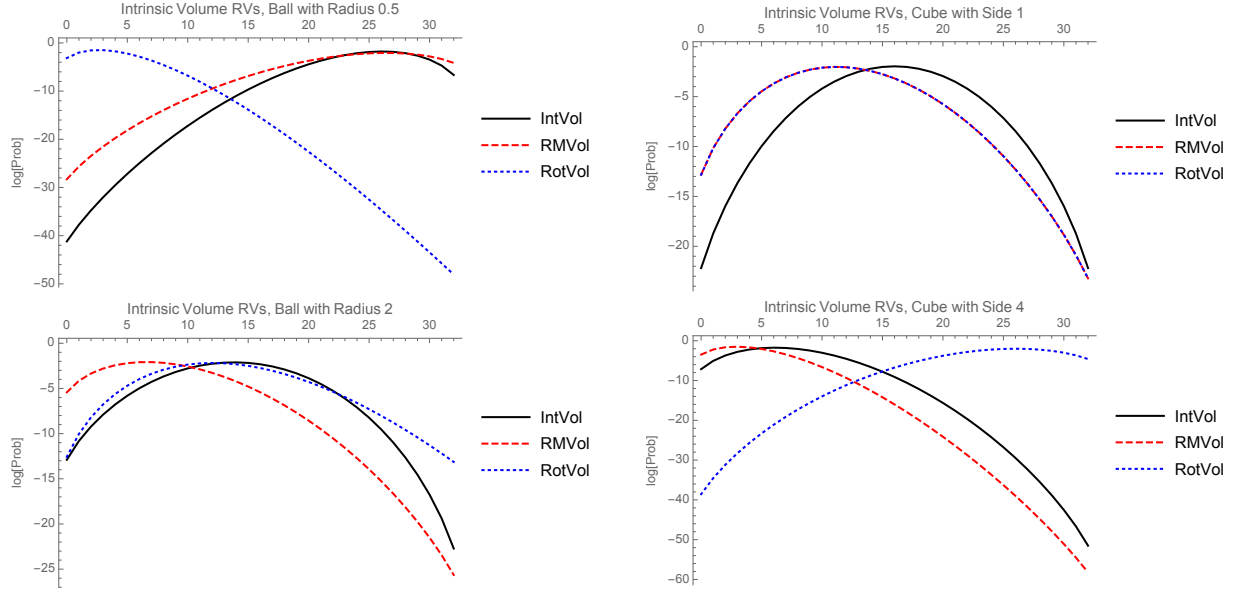 Intrinsic Volume RVs, Ball with Radius 0.5
0 5 10 15 20 25 30
0
-10
-20
-30
-40
-50
log[Prob]
IntVol
RMVol
RotVol
Intrinsic Volume RVs, Cube with Side 1
0 5 10 15 20 25 30
0
-5
-10
-15
-20
log[Prob]
IntVol
RMVol
RotVol
Intrinsic Volume RVs, Ball with Radius 2
0 5 10 15 20 25 30
0
-5
-10
-15
-20
-25
log[Prob]
IntVol
RMVol
RotVol
Intrinsic Volume RVs, Cube with Side 4
0 5 10 15 20 25 30
0
-10
-20
-30
-40
-50
-60
log[Prob]
IntVol
RMVol
RotVol